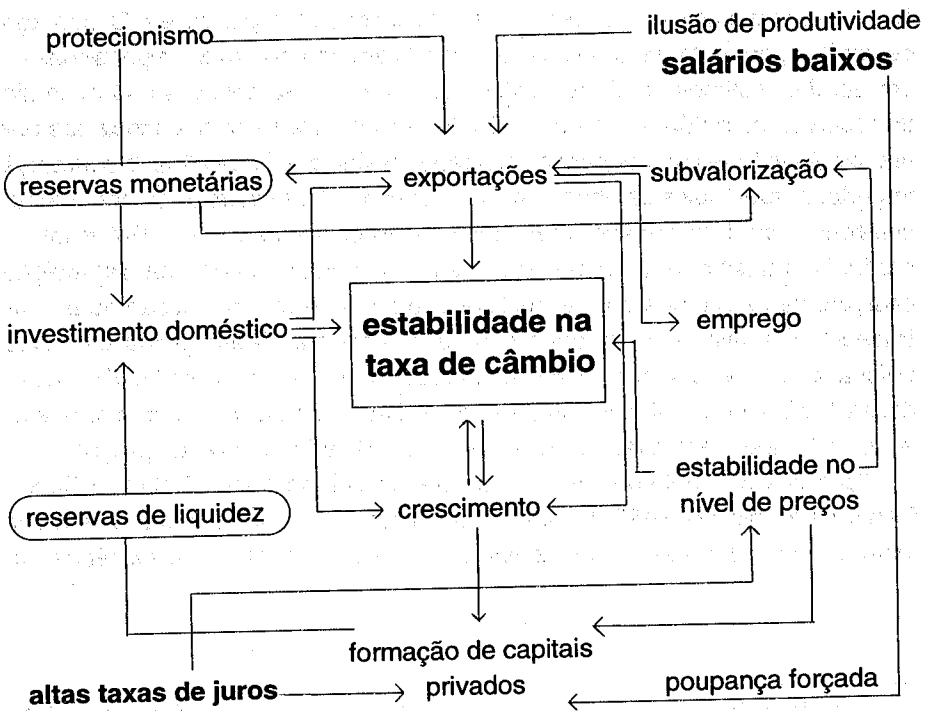 protecionismo
ilusão de produtividade
salários baixos
reservas monetárias
exportações
subvalorização
investimento doméstico
estabilidade na
taxa de câmbio
emprego
estabilidade no
nível de preços
reservas de liquidez
crescimento
formação de capitais
privados
altas taxas de juros
poupança forçada